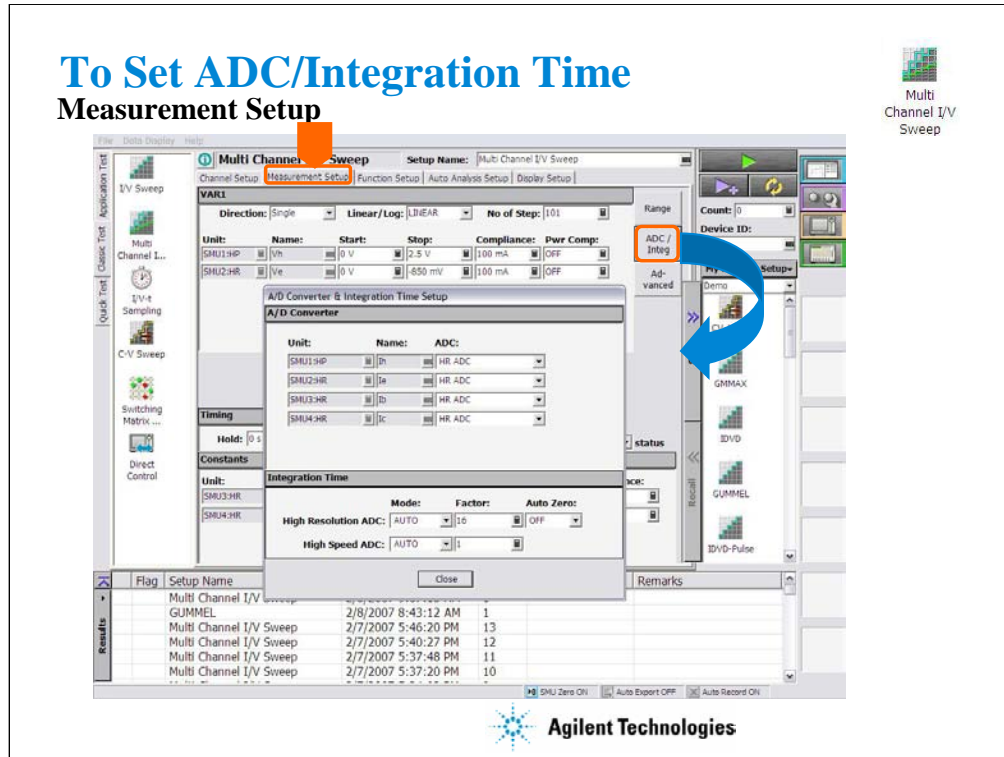 To Set ADC/Integration Time
Measurement Setup
Multi
Channel I/V
Sweep
File Data Display Help
Application Test
Classic Test
Quick Test
I/V Sweep
Multi
Channel I...
I/V-t
Sampling
C-V Sweep
Switching
Matrix ...
Direct
Control
Multi Channel Sweep Setup Name: Multi Channel I/V Sweep
Channel Setup Measurement Setup Function Setup Auto Analysis Setup Display Setup
VAR1
Direction: Single Linear/Log: LINEAR No of Step: 101
Unit: Name: Start: Stop: Compliance: Pwr Comp:
SMU1:HP Vh 0 V 2.5 V 100 mA OFF
SMU2:HR Ve 0 V -650 mV 100 mA OFF
Range
ADC /
Integ
Ad-
vanced
Count: 0
Device ID:
Setup
Demo
GMMAX
IDVD
GUMMEL
IDVD-Pulse
Recall
A/D Converter & Integration Time Setup
A/D Converter
Unit: Name: ADC:
SMU1:HP Ih HR ADC
SMU2:HR Ie HR ADC
SMU3:HR Ib HR ADC
SMU4:HR Ic HR ADC
Integration Time
Mode: Factor: Auto Zero:
High Resolution ADC: AUTO 16 OFF
High Speed ADC: AUTO 1
Close
Timing
Hold: 0 s
status
Constants
Unit: nce:
SMU3:HR
SMU4:HR
Results
Flag Setup Name Remarks
Multi Channel I/V
GUMMEL 2/8/2007 8:43:12 AM 1
Multi Channel I/V Sweep 2/7/2007 5:46:20 PM 13
Multi Channel I/V Sweep 2/7/2007 5:40:27 PM 12
Multi Channel I/V Sweep 2/7/2007 5:37:48 PM 11
Multi Channel I/V Sweep 2/7/2007 5:37:20 PM 10
SMU Zero ON Auto Export OFF Auto Record ON
Agilent Technologies